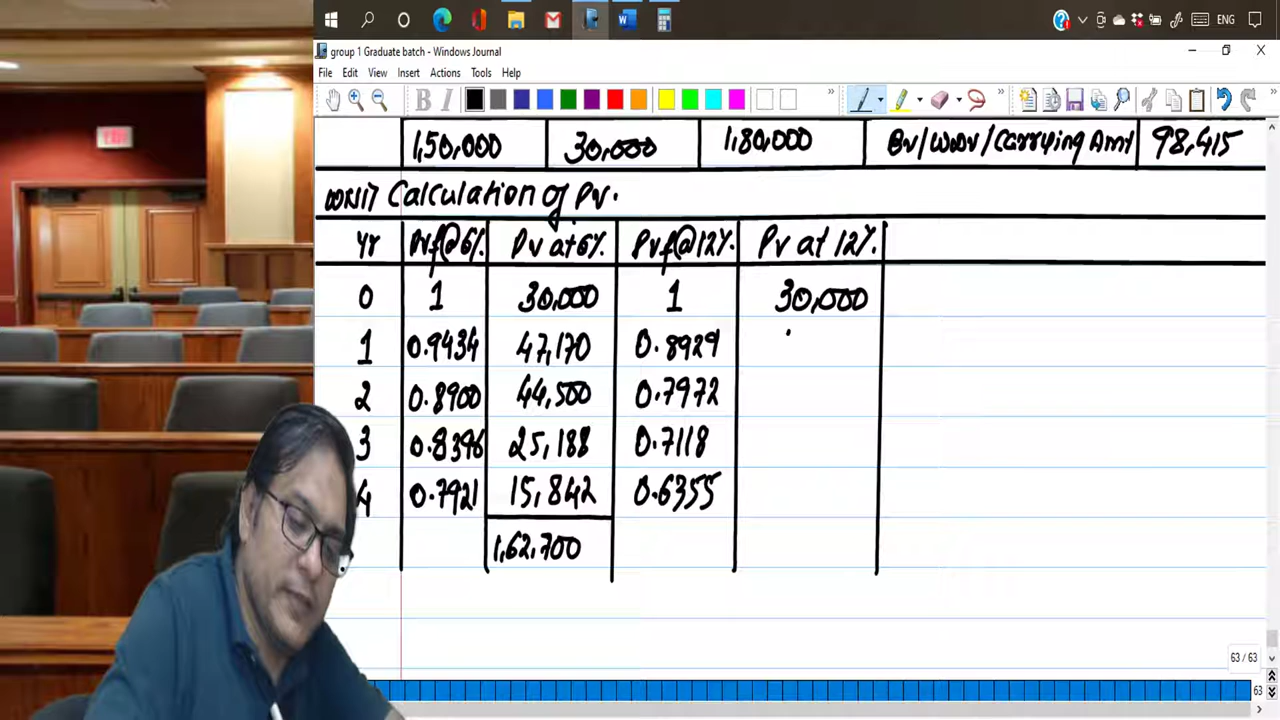 ENG
group 1 Graduate batch - Windows Journal
File Edit View Insert Actions Tools Help
1,50,000 30,000 1,80,000 BV/WDV/Carrying Amt 98,415
WN17 Calculation of Pv.
Yr Pvf@6%. Pv at 6%. Pvf@12%. Pv at 12%.
0 1 30,000 1 30,000
1 0.9434 47,170 0.8929
2 0.8900 44,500 0.7972
3 0.8396 25,188 0.7118
4 0.7921 15,842 0.6355
1,62,700
63 / 63
63